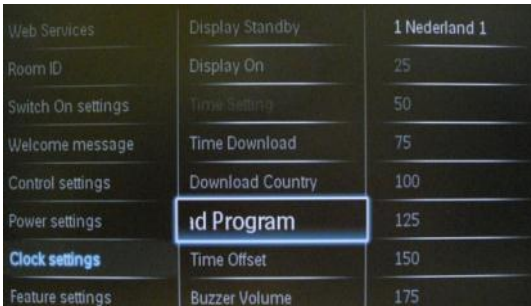 Web Services
Room ID
Switch On settings
Welcome message
Control settings
Power settings
Clock settings
Feature settings
Display Standby
Display On
Time Setting
Time Download
Download Country
ad Program
Time Offset
Buzzer Volume
1 Nederland 1
25
50
75
100
125
150
175